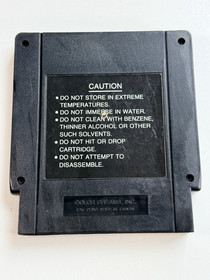 CAUTION
• DO NOT STORE IN EXTREME
TEMPERATURES.
• DO NOT IMMERSE IN WATER.
• DO NOT CLEAN WITH BENZENE,
THINNER ALCOHOL OR OTHER
SUCH SOLVENTS.
• DO NOT HIT OR DROP
CARTRIDGE.
• DO NOT ATTEMPT TO
DISASSEMBLE.
INC.